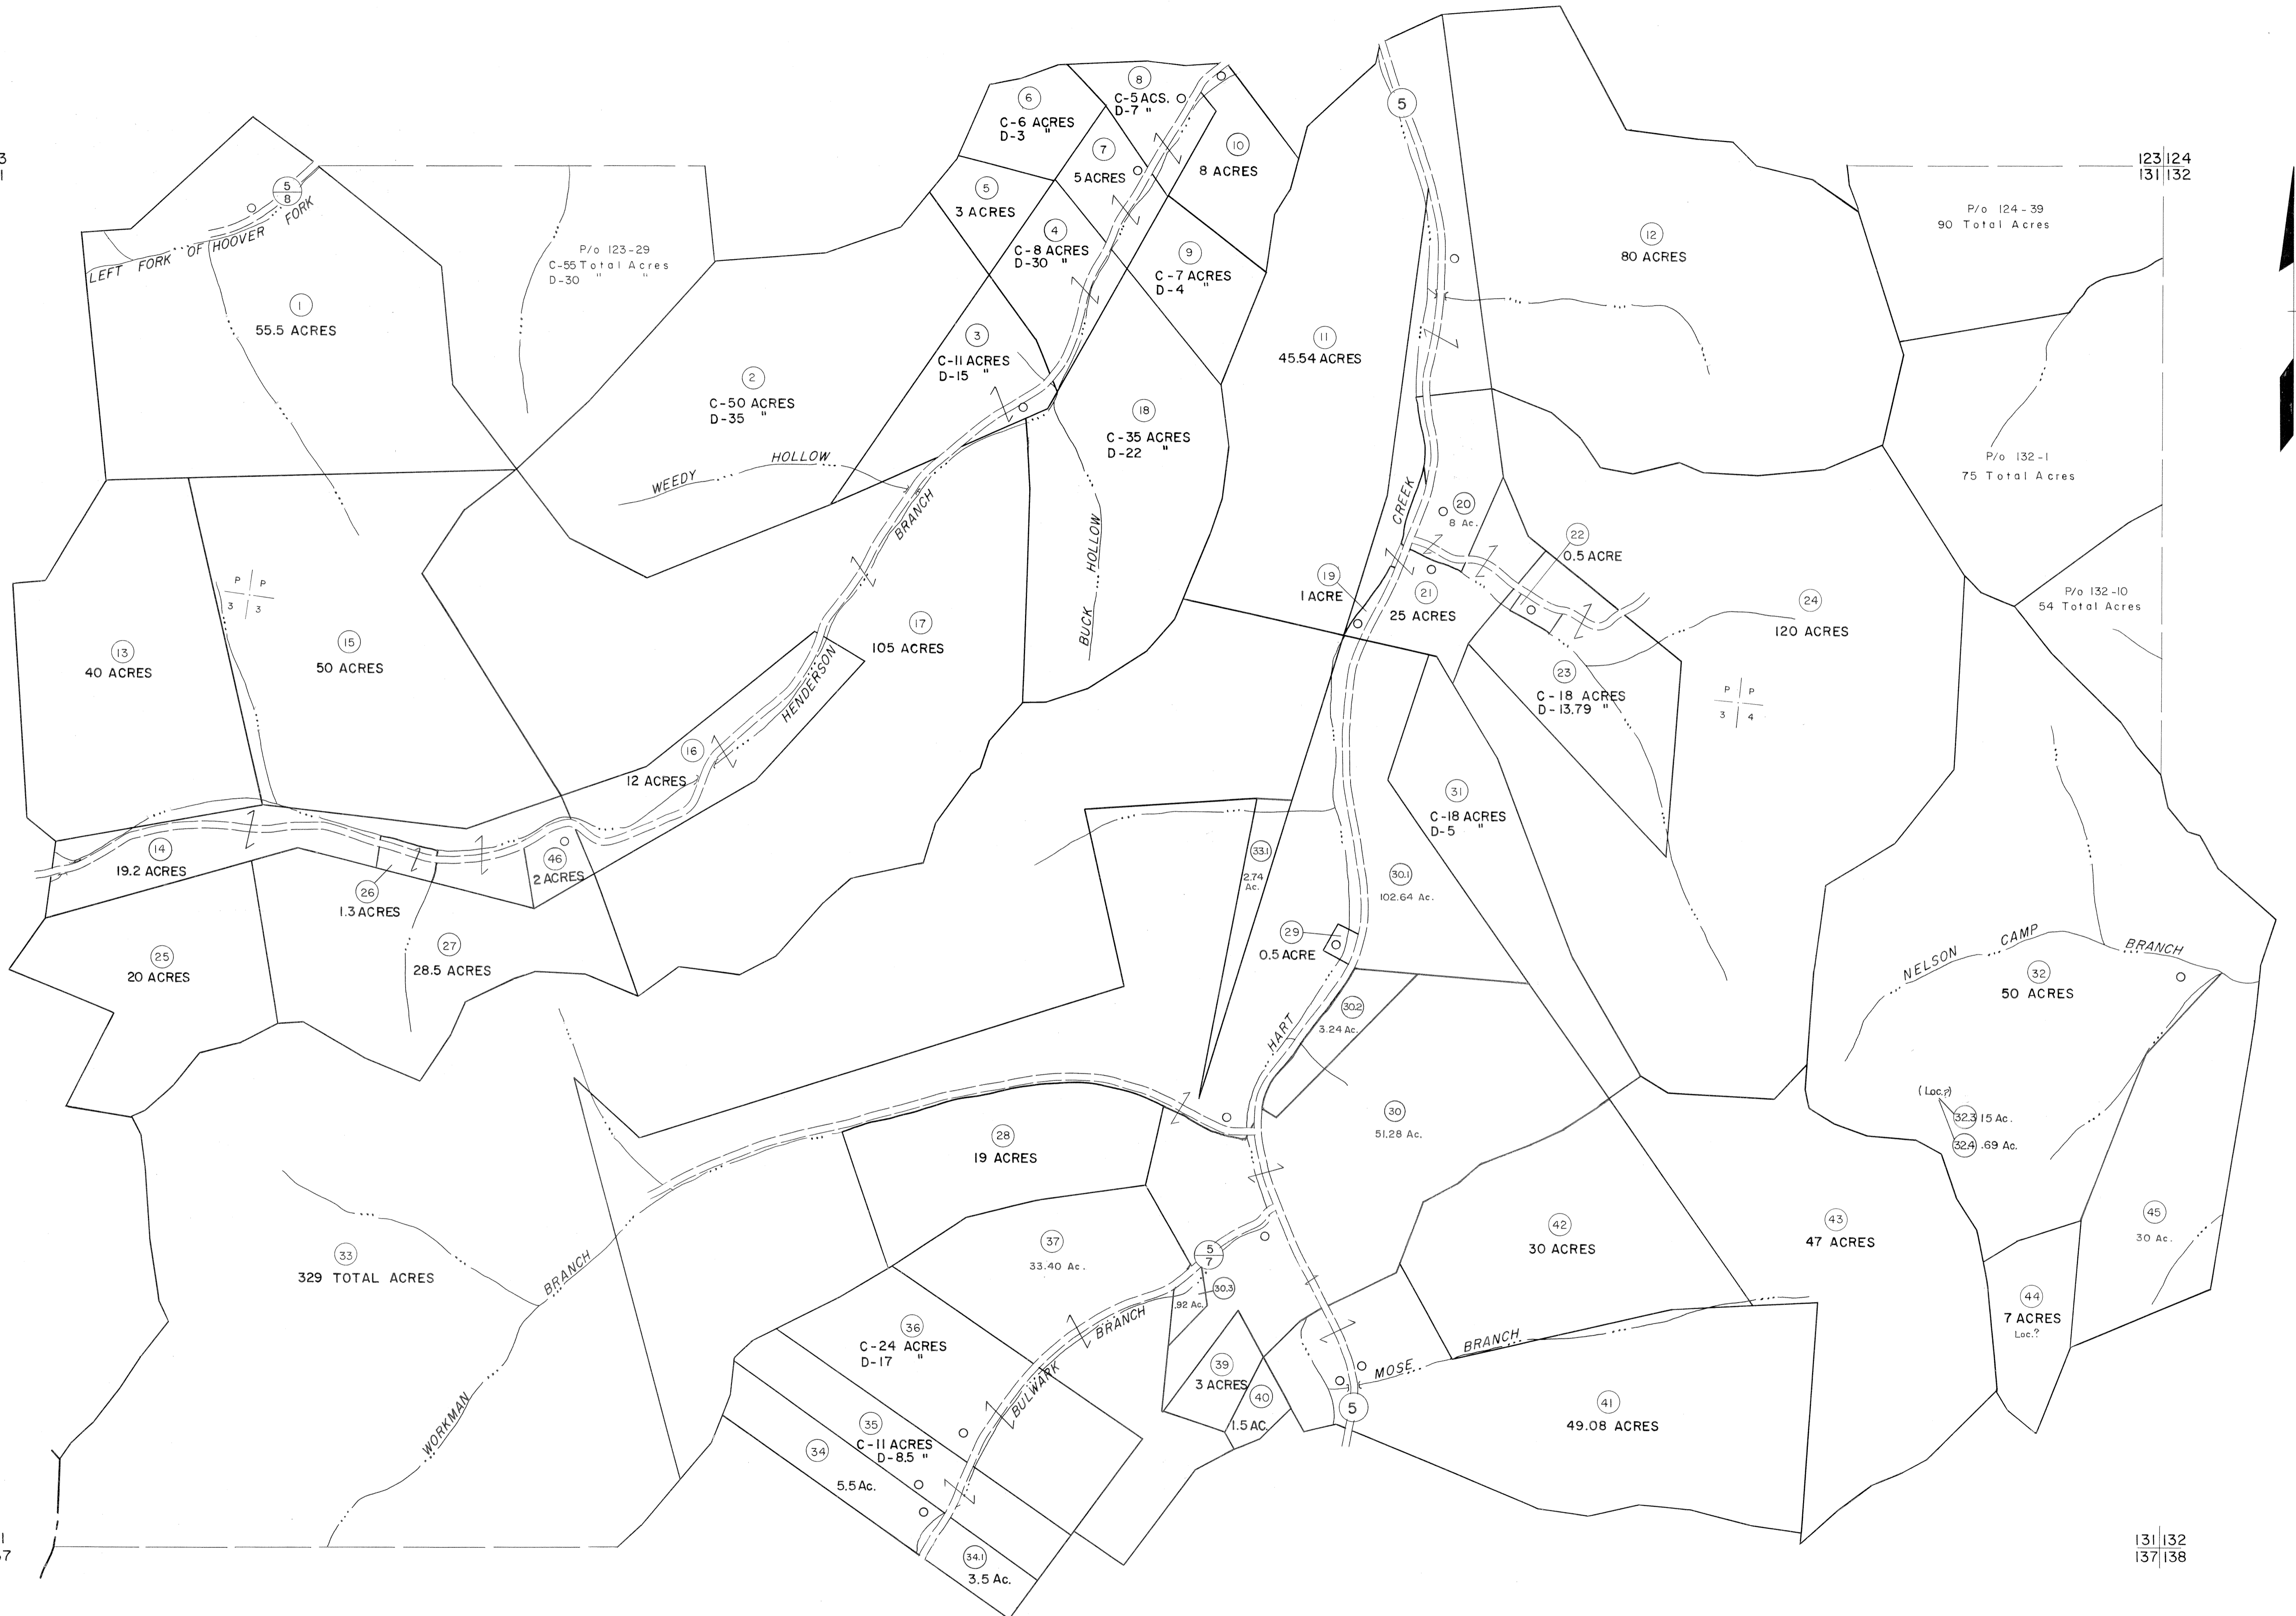 3
1
123 124
131 132
5
8
LEFT FORK OF HOOVER FORK
1
55.5 ACRES
P/o 123-29
C-55 Total Acres
D-30 " "
2
C-50 ACRES
D-35 "
WEEDY HOLLOW
6
C-6 ACRES
D-3 "
8
C-5 ACS.
D-7 "
7
5 ACRES
10
8 ACRES
5
3 ACRES
4
C-8 ACRES
D-30 "
9
C-7 ACRES
D-4 "
3
C-11 ACRES
D-15 "
18
C-35 ACRES
D-22 "
BUCK HOLLOW
5
11
45.54 ACRES
12
80 ACRES
P/o 124-39
90 Total Acres
P/o 132-1
75 Total Acres
P/o 132-10
54 Total Acres
CREEK
20
8 Ac.
22
0.5 ACRE
19
1 ACRE
21
25 ACRES
24
120 ACRES
23
C-18 ACRES
D-13.79 "
P P
3 4
P P
3 3
13
40 ACRES
15
50 ACRES
17
105 ACRES
HENDERSON BRANCH
16
12 ACRES
14
19.2 ACRES
26
1.3 ACRES
46
2 ACRES
25
20 ACRES
27
28.5 ACRES
31
C-18 ACRES
D-5 "
33.1
2.74
Ac.
30.1
102.64 Ac.
29
0.5 ACRE
30.2
3.24 Ac.
HART
NELSON CAMP BRANCH
32
50 ACRES
(Loc.?)
32.3 15 Ac.
32.4 .69 Ac.
30
51.28 Ac.
28
19 ACRES
33
329 TOTAL ACRES
WORKMAN BRANCH
37
33.40 Ac.
5
7
30.3
.92 Ac.
42
30 ACRES
43
47 ACRES
45
30 Ac.
44
7 ACRES
Loc.?
36
C-24 ACRES
D-17 "
BULWARK BRANCH
39
3 ACRES
40
1.5 AC.
MOSE BRANCH
5
41
49.08 ACRES
35
C-11 ACRES
D-8.5 "
34
5.5 Ac.
34.1
3.5 Ac.
1
7
131 132
137 138